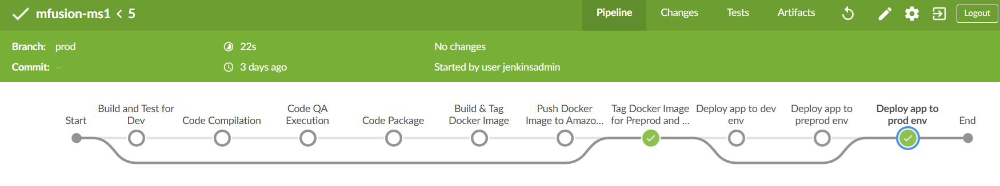 mfusion-ms1 < 5
Pipeline
Changes
Tests
Artifacts
Logout
Branch: prod
22s
No changes
Commit: –
3 days ago
Started by user jenkinsadmin
Start
Build and Test for
Dev
Code Compilation
Code QA
Execution
Code Package
Build & Tag
Docker Image
Push Docker
Image to Amazo...
Tag Docker Image
for Preprod and ...
Deploy app to dev
env
Deploy app to
preprod env
Deploy app to
prod env
End